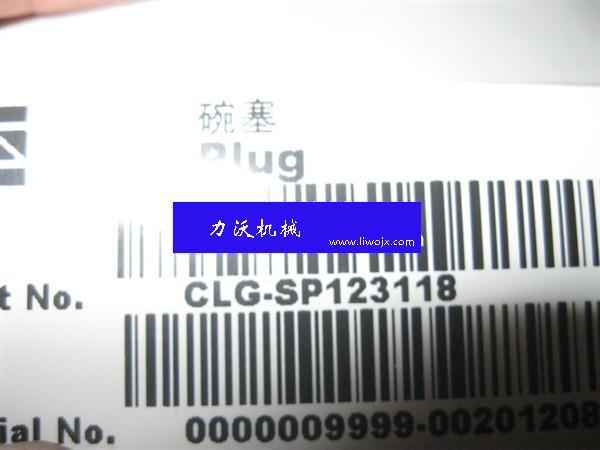 碗塞
Plug
力沃机械
www.liwojx.com
t No. CLG-SP123118
ial No. 0000009999-00201208